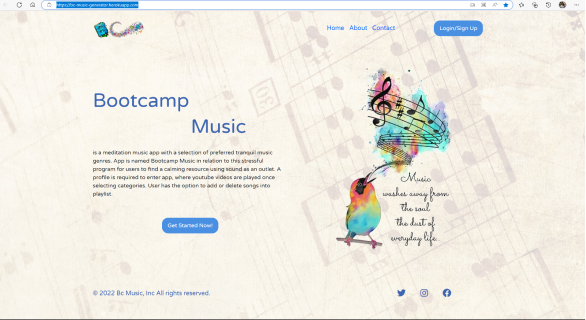 https://bc-music-generator.herokuapp.com
Home About Contact
Login/Sign Up
Bootcamp
Music
is a meditation music app with a selection of preferred tranquil music
genres. App is named Bootcamp Music in relation to this stressful
program for users to find a calming resource using sound as an outlet. A
profile is required to enter app, where youtube videos are played once
selecting categories. User has the option to add or delete songs into
playlist
Get Started Now!
Music
washes away from
the soul
the dust of
everyday life.
© 2022 Bc Music, Inc All rights reserved.